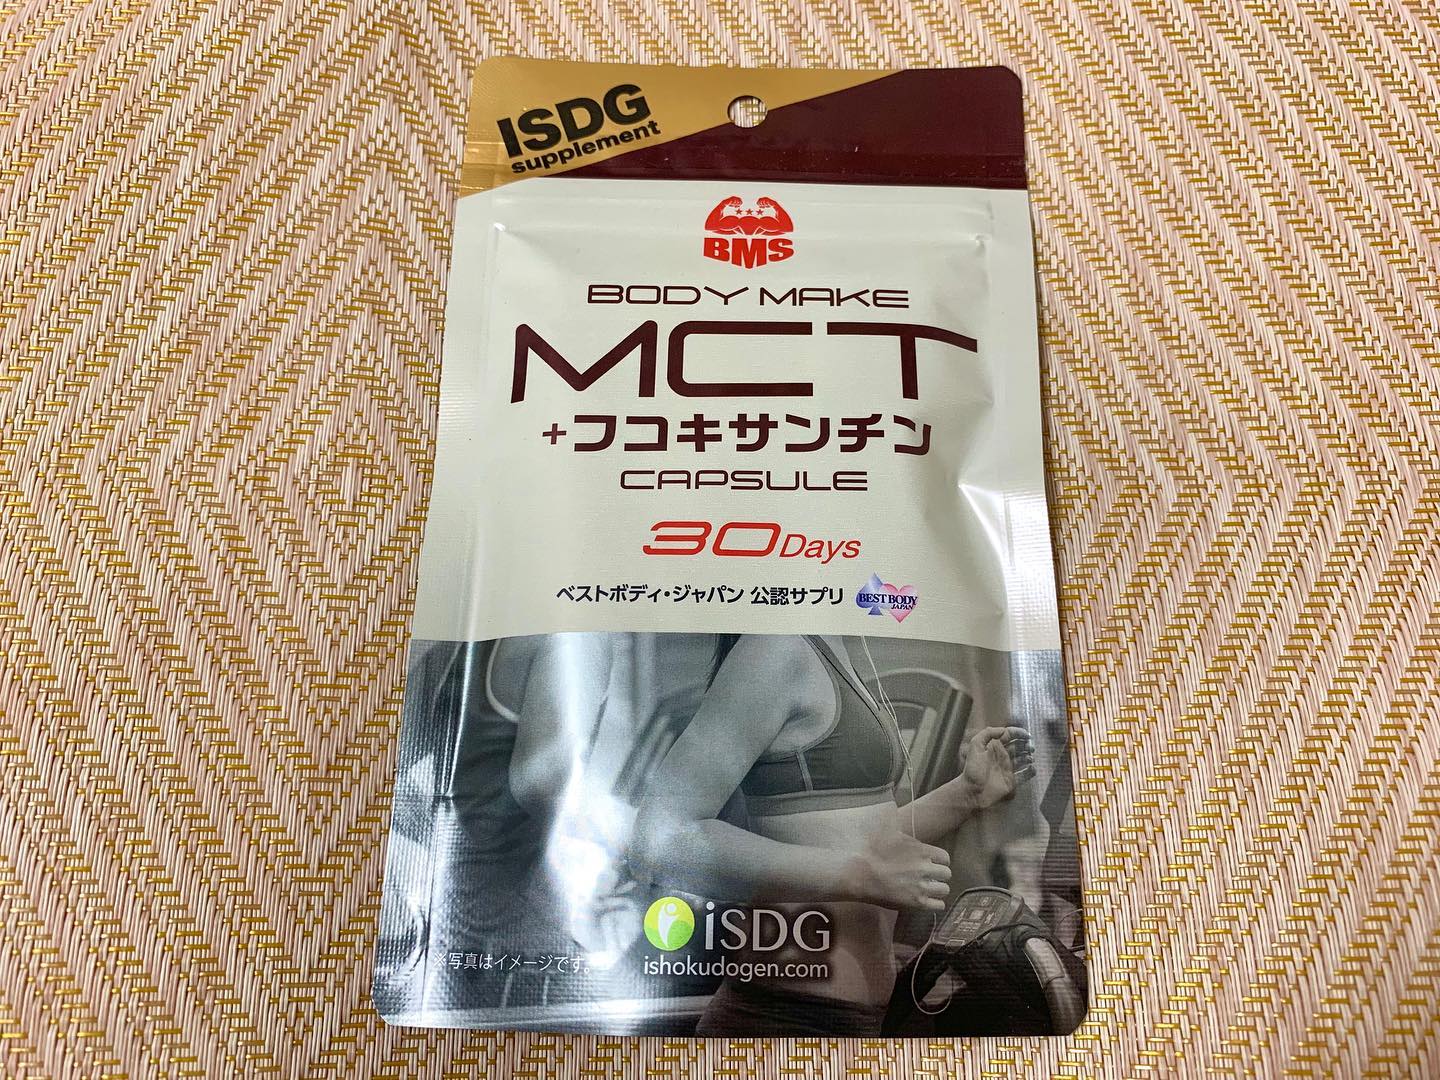 ISDG
supplement
BMS
BODY MAKE
MCT
+フコキサンチン
CAPSULE
30Days
ベストボディ・ジャパン 公認サプリ
BEST BODY
JAPAN
iSDG
ishokudogen.com
※写真はイメージです。